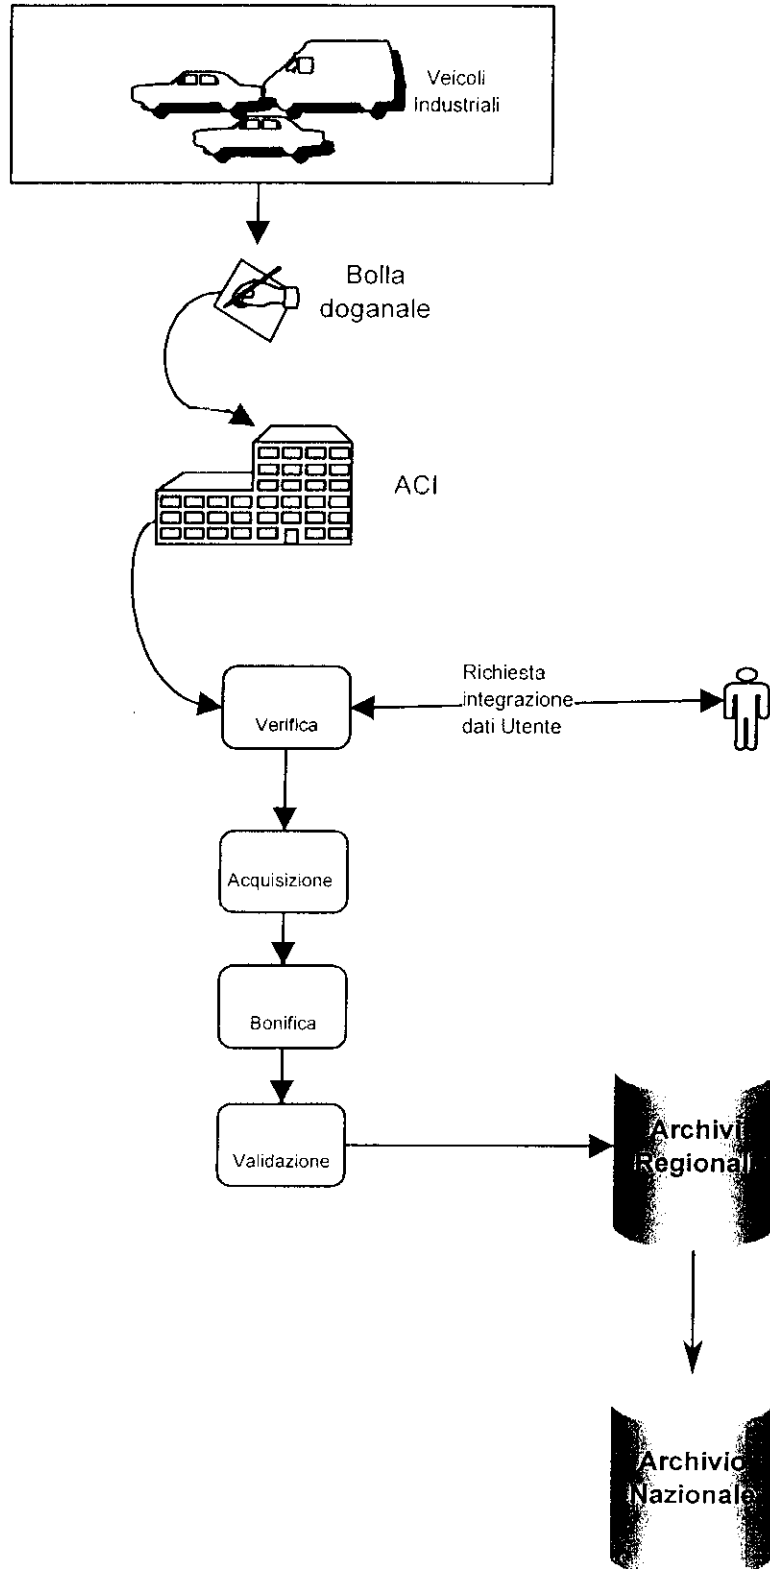 Veicoli
industriali
Bolla
doganale
ACI
Richiesta
integrazione
dati Utente
Verifica
Acquisizione
Bonifica
Validazione
Archivi
Regionali
Archivio
Nazionale